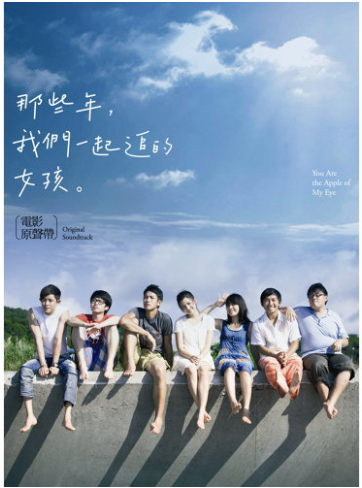 那些年，
我們一起追的
女孩。
You Are
the Apple of
My Eye
電影
原聲帶
Original
Soundtrack